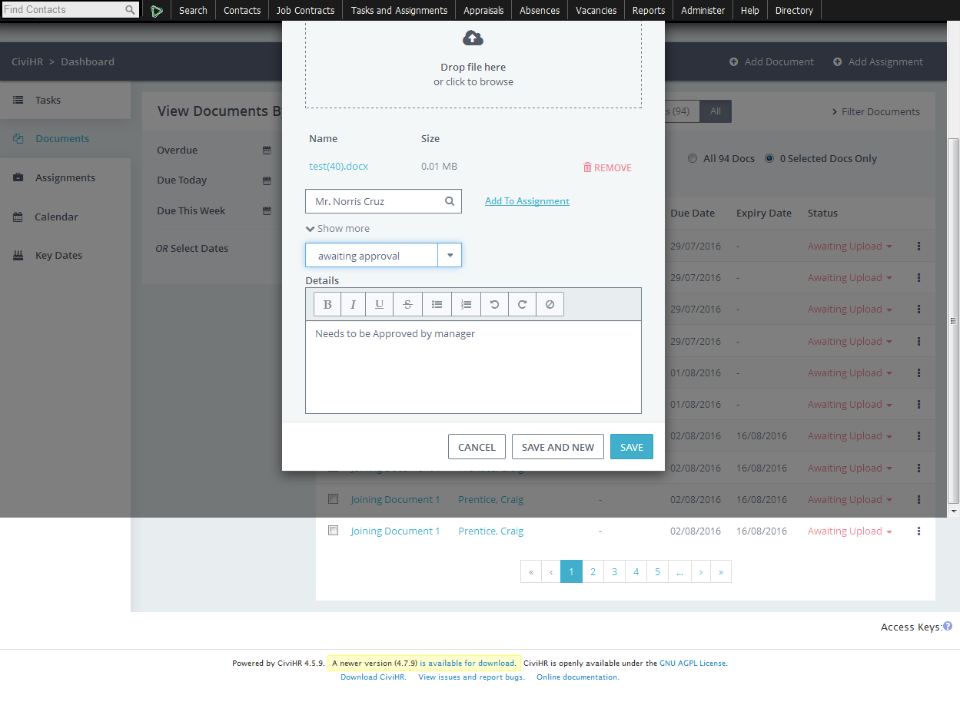 Find Contacts
Search Contacts Job Contracts Tasks and Assignments Appraisals Absences Vacancies Reports Administer Help Directory
CiviHR > Dashboard
Add Document Add Assignment
Tasks
Documents
Assignments
Calendar
Key Dates
View Documents B
Overdue
Due Today
Due This Week
OR Select Dates
Drop file here
or click to browse
Name Size
test(40).docx 0.01 MB REMOVE
Mr. Norris Cruz Add To Assignment
Show more
awaiting approval
Details
B I U S
Needs to be Approved by manager
CANCEL SAVE AND NEW SAVE
(94) All > Filter Documents
All 94 Docs 0 Selected Docs Only
Due Date Expiry Date Status
29/07/2016 - Awaiting Upload
29/07/2016 - Awaiting Upload
29/07/2016 - Awaiting Upload
29/07/2016 - Awaiting Upload
01/08/2016 - Awaiting Upload
01/08/2016 - Awaiting Upload
02/08/2016 16/08/2016 Awaiting Upload
02/08/2016 16/08/2016 Awaiting Upload
Joining Document 1 Prentice, Craig - 02/08/2016 16/08/2016 Awaiting Upload
Joining Document 1 Prentice, Craig - 02/08/2016 16/08/2016 Awaiting Upload
« ‹ 1 2 3 4 5 ... › »
Access Keys:?
Powered by CiviHR 4.5.9. A newer version (4.7.9) is available for download. CiviHR is openly available under the GNU AGPL License.
Download CiviHR. View issues and report bugs. Online documentation.